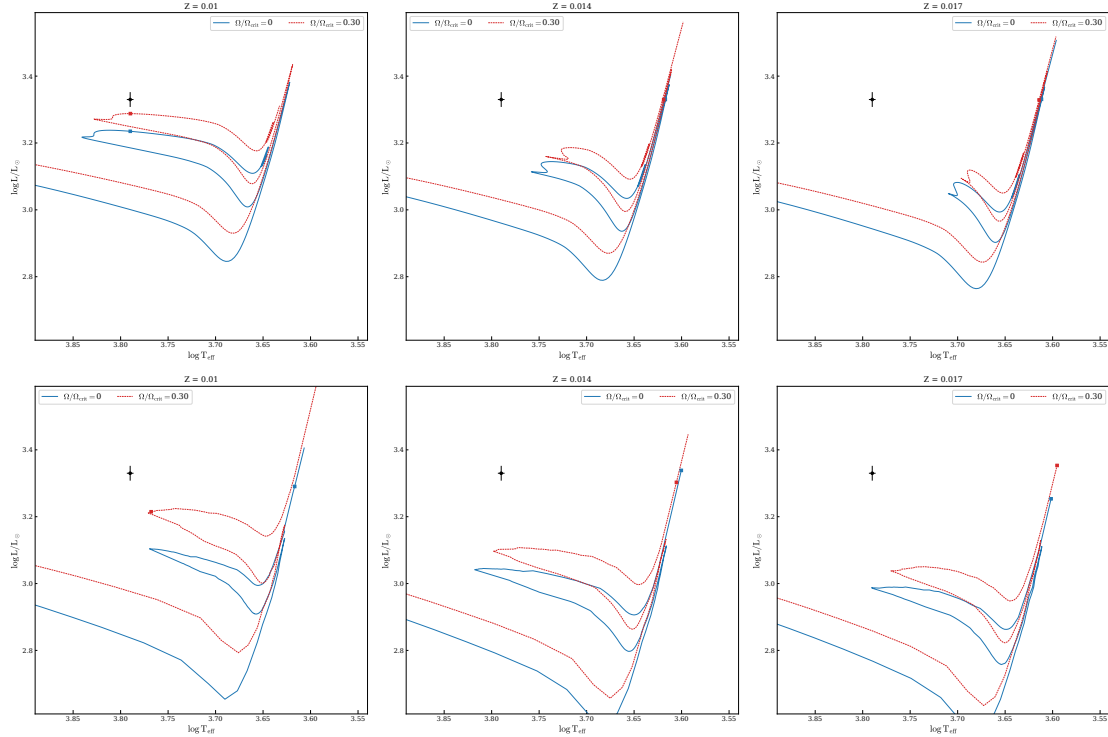 Z = 0.01
Z = 0.014
Z = 0.017
Ω/Ωcrit = 0 Ω/Ωcrit = 0.30
Ω/Ωcrit = 0 Ω/Ωcrit = 0.30
Ω/Ωcrit = 0 Ω/Ωcrit = 0.30
log L/L☉
3.4
3.2
3.0
2.8
3.85 3.80 3.75 3.70 3.65 3.60 3.55
log Teff
log L/L☉
3.4
3.2
3.0
2.8
3.85 3.80 3.75 3.70 3.65 3.60 3.55
log Teff
log L/L☉
3.4
3.2
3.0
2.8
3.85 3.80 3.75 3.70 3.65 3.60 3.55
log Teff
Z = 0.01
Z = 0.014
Z = 0.017
Ω/Ωcrit = 0 Ω/Ωcrit = 0.30
Ω/Ωcrit = 0 Ω/Ωcrit = 0.30
Ω/Ωcrit = 0 Ω/Ωcrit = 0.30
log L/L☉
3.4
3.2
3.0
2.8
3.85 3.80 3.75 3.70 3.65 3.60 3.55
log Teff
log L/L☉
3.4
3.2
3.0
2.8
3.85 3.80 3.75 3.70 3.65 3.60 3.55
log Teff
log L/L☉
3.4
3.2
3.0
2.8
3.85 3.80 3.75 3.70 3.65 3.60 3.55
log Teff